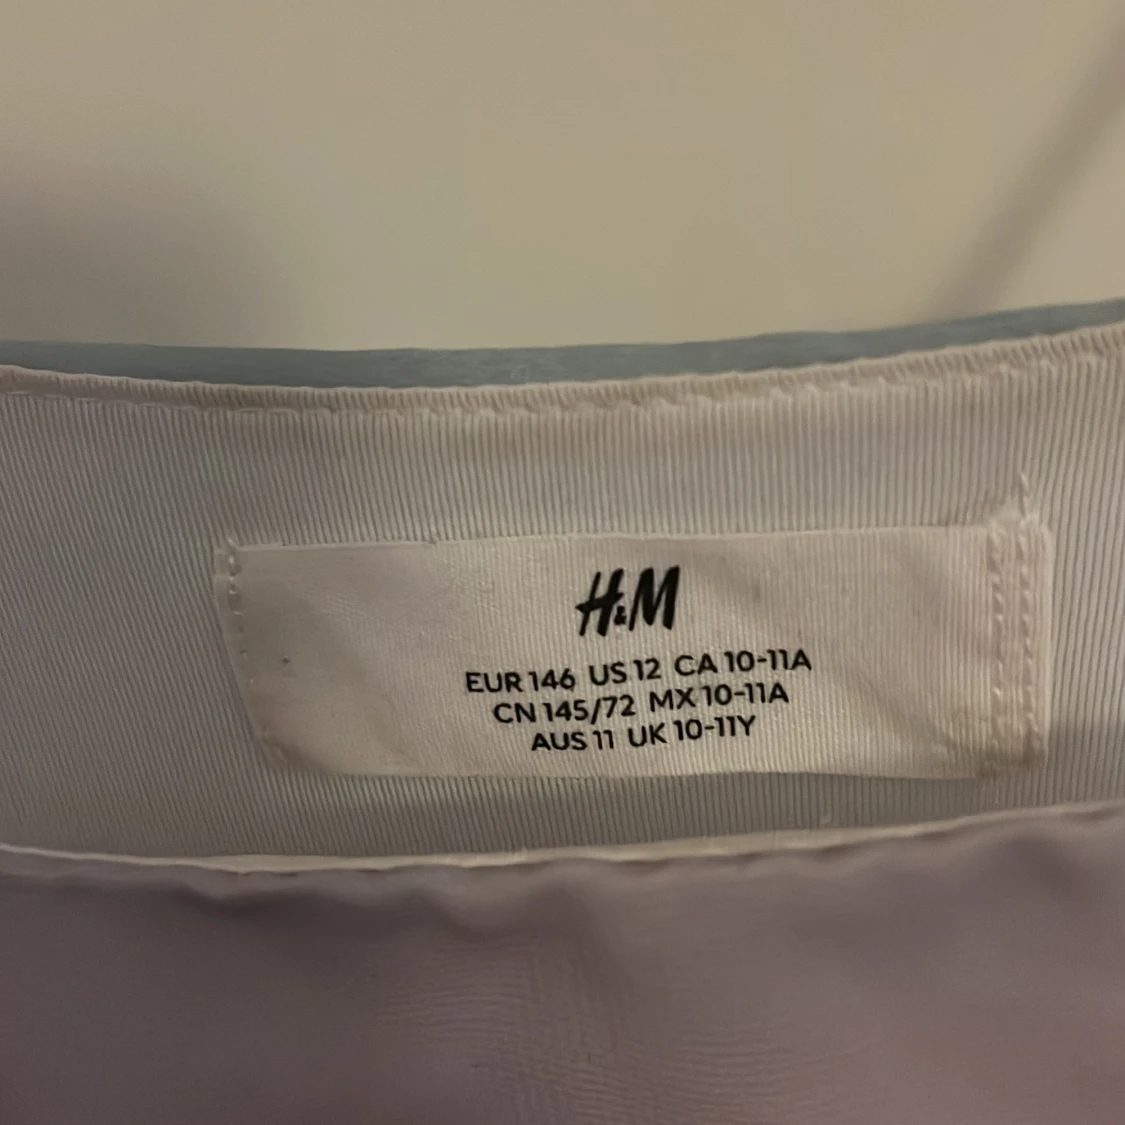 H&M
EUR 146 US 12 CA 10-11A
CN 145/72 MX 10-11A
AUS 11 UK 10-11Y